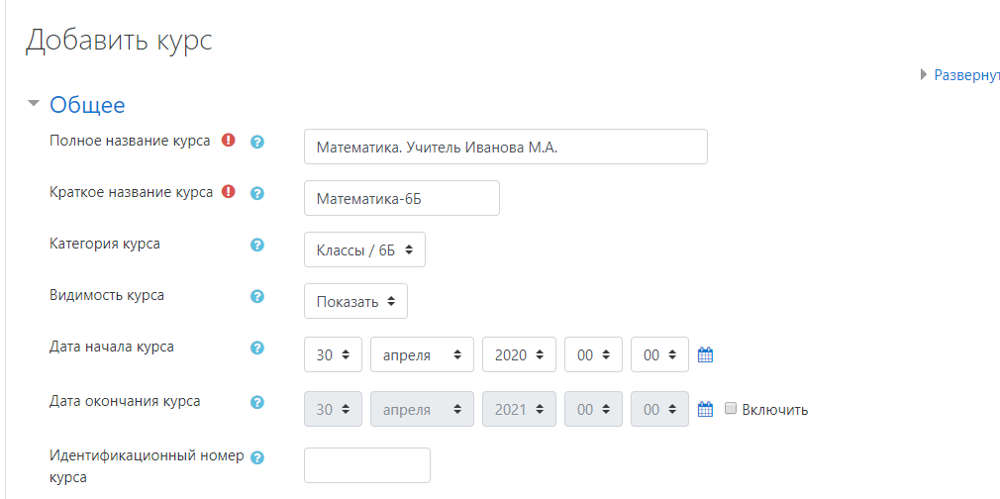 Добавить курс
Развернут
Общее
Полное название курса Математика. Учитель Иванова М.А.
Краткое название курса Математика-6Б
Категория курса Классы / 6Б
Видимость курса Показать
Дата начала курса 30 апреля 2020 00 00
Дата окончания курса 30 апреля 2021 00 00 Включить
Идентификационный номер
курса